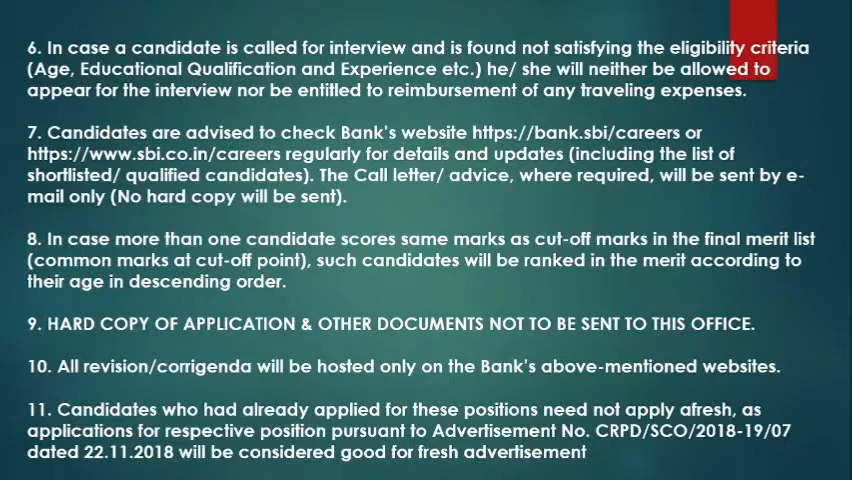 6. In case a candidate is called for interview and is found not satisfying the eligibility criteria
(Age, Educational Qualification and Experience etc.) he/ she will neither be allowed to
appear for the interview nor be entitled to reimbursement of any traveling expenses.
7. Candidates are advised to check Bank's website https://bank.sbi/careers or
https://www.sbi.co.in/careers regularly for details and updates (including the list of
shortlisted/ qualified candidates). The Call letter/ advice, where required, will be sent by e-
mail only (No hard copy will be sent).
8. In case more than one candidate scores same marks as cut-off marks in the final merit list
(common marks at cut-off point), such candidates will be ranked in the merit according to
their age in descending order.
9. HARD COPY OF APPLICATION & OTHER DOCUMENTS NOT TO BE SENT TO THIS OFFICE.
10. All revision/corrigenda will be hosted only on the Bank's above-mentioned websites.
11. Candidates who had already applied for these positions need not apply afresh, as
applications for respective position pursuant to Advertisement No. CRPD/SCO/2018-19/07
dated 22.11.2018 will be considered good for fresh advertisement